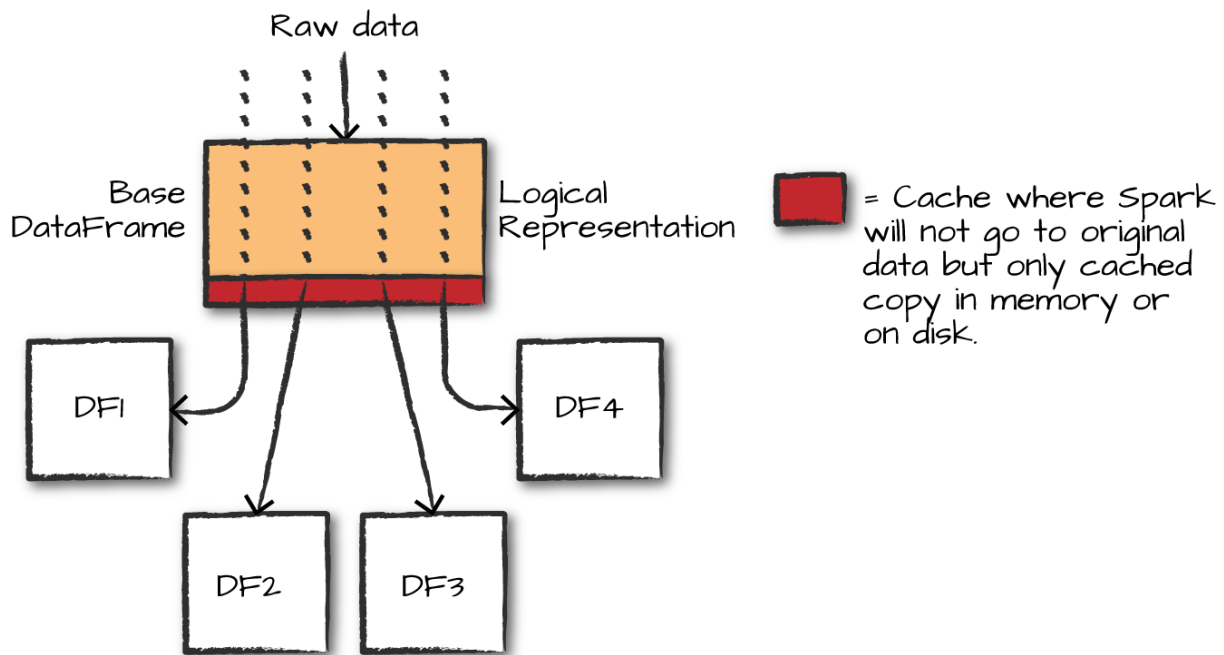 Raw data
Base
DataFrame
Logical
Representation
= Cache where Spark
will not go to original
data but only cached
copy in memory or
on disk.
DF1
DF4
DF2
DF3